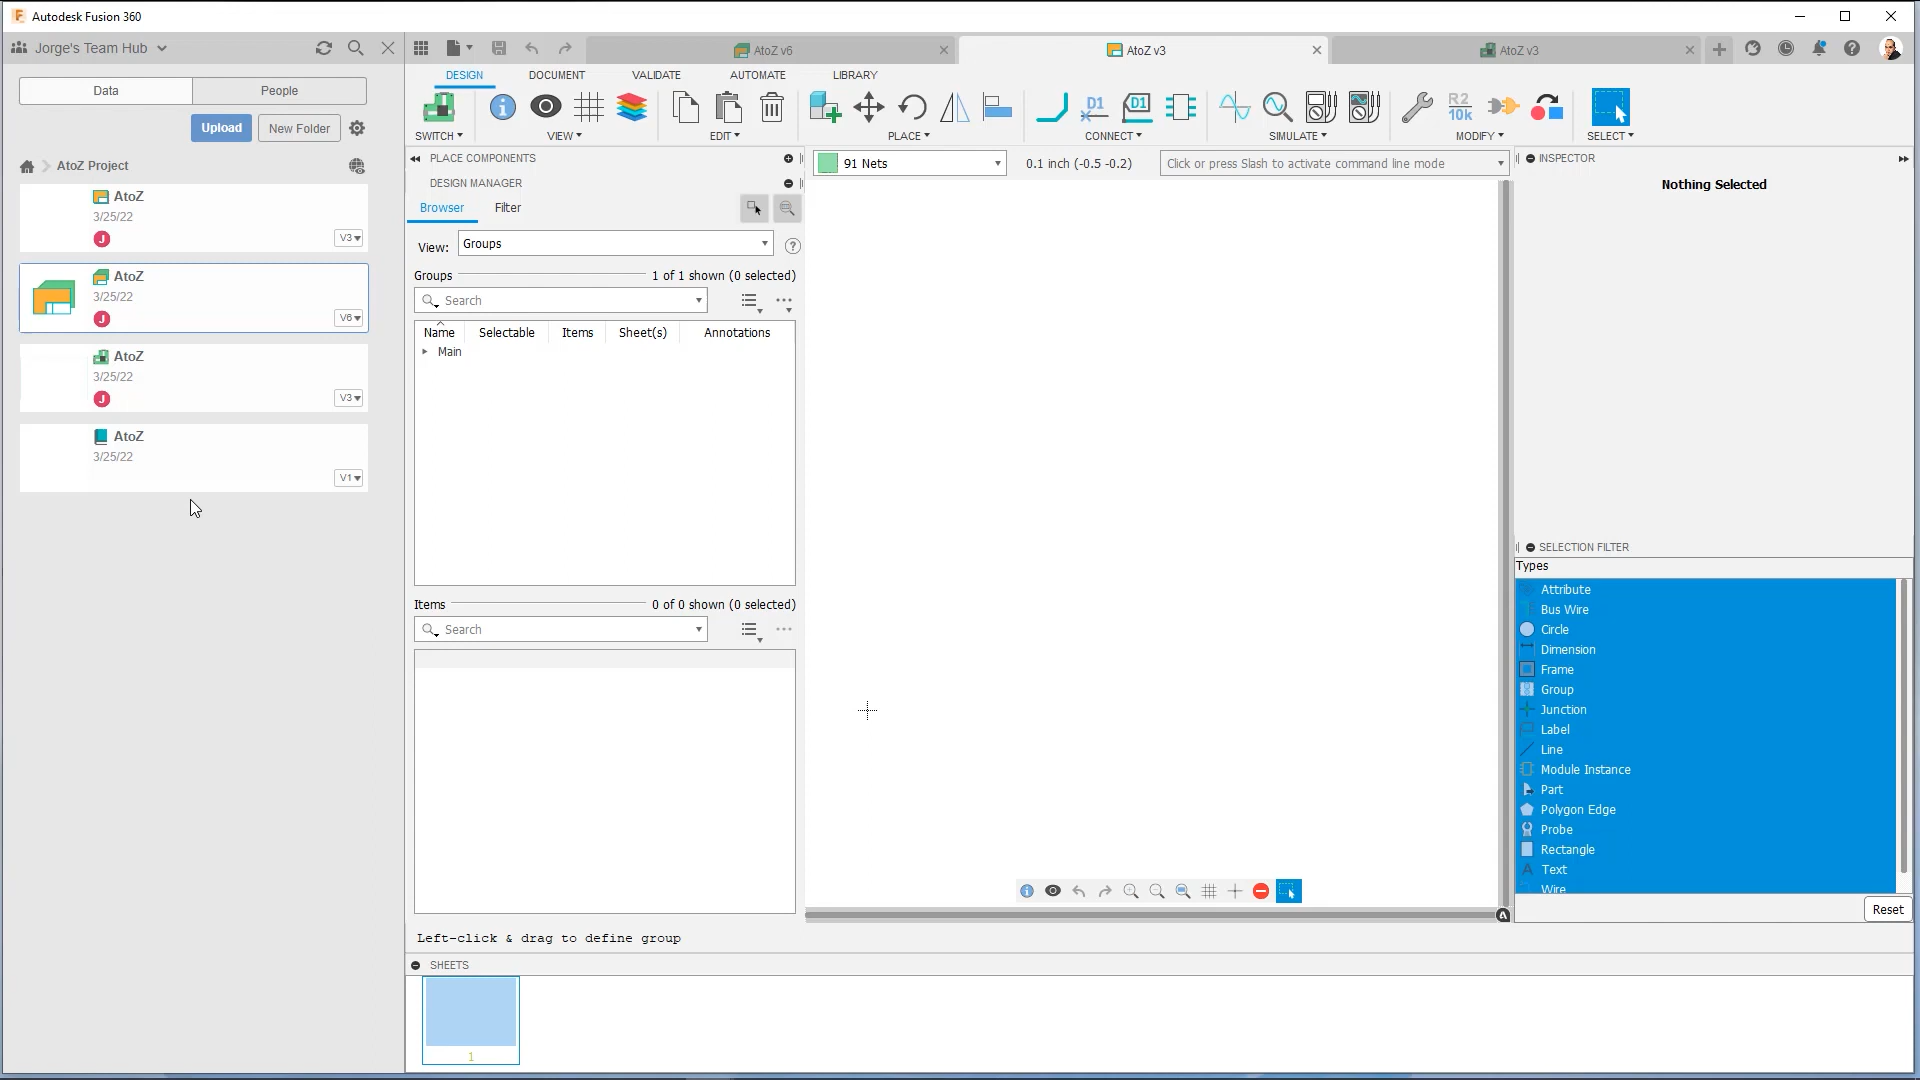 Autodesk Fusion 360
Jorge's Team Hub
AtoZ v6
AtoZ v3
AtoZ v3
Data
People
Upload
New Folder
AtoZ Project
AtoZ
3/25/22
J
V3
AtoZ
3/25/22
J
V6
AtoZ
3/25/22
J
V3
AtoZ
3/25/22
V1
DESIGN
DOCUMENT
VALIDATE
AUTOMATE
LIBRARY
D1
D1
R2
10k
SWITCH
VIEW
EDIT
PLACE
CONNECT
SIMULATE
MODIFY
SELECT
PLACE COMPONENTS
DESIGN MANAGER
Browser
Filter
View:
Groups
Groups
1 of 1 shown (0 selected)
Search
Name
Selectable
Items
Sheet(s)
Annotations
Main
Items
0 of 0 shown (0 selected)
Search
91 Nets
0.1 inch (-0.5 -0.2)
Click or press Slash to activate command line mode
Left-click & drag to define group
SHEETS
1
INSPECTOR
Nothing Selected
SELECTION FILTER
Types
Attribute
Bus Wire
Circle
Dimension
Frame
Group
Junction
Label
Line
Module Instance
Part
Polygon Edge
Probe
Rectangle
Text
Wire
Reset